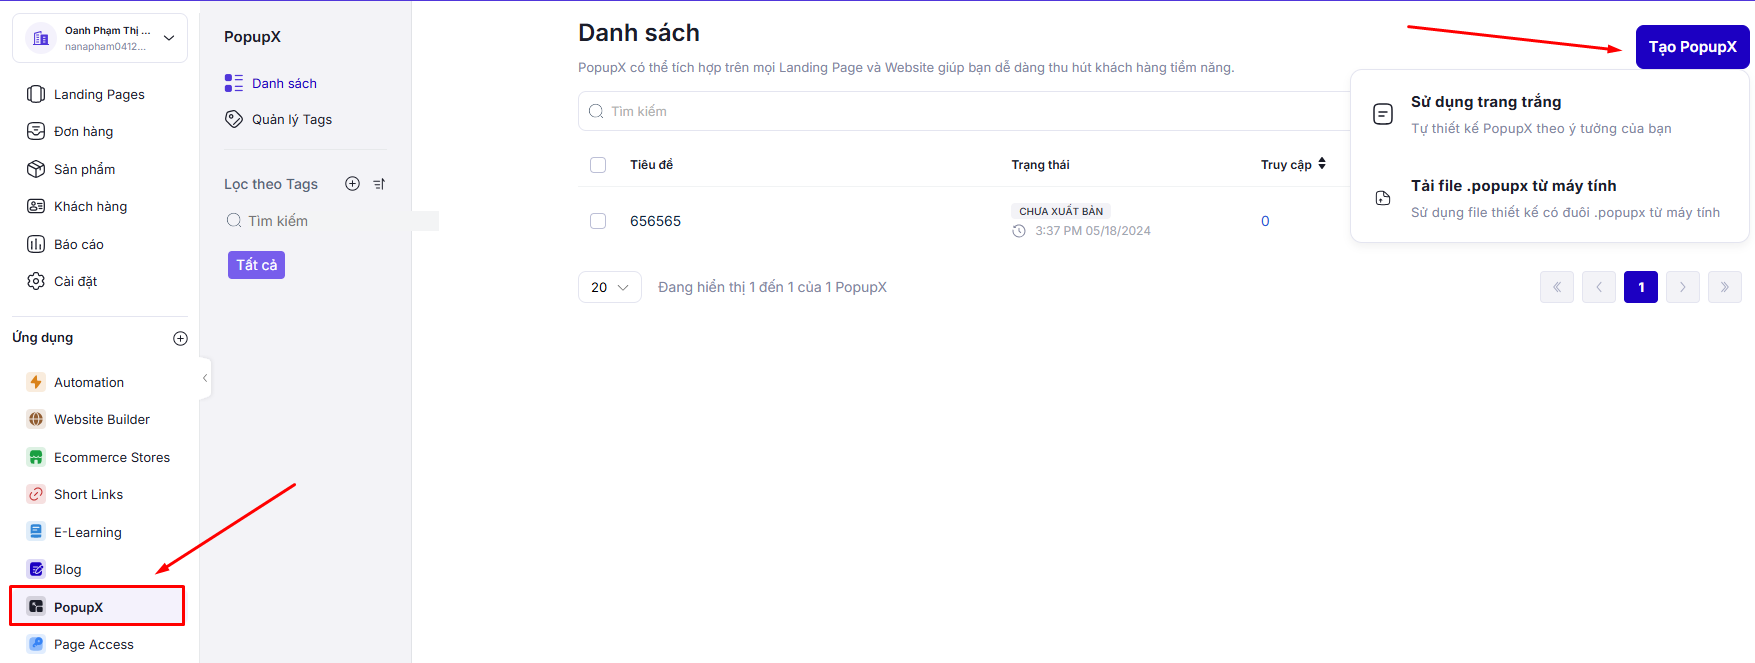 Oanh Phạm Thị ...
nanapham0412...
Landing Pages
Đơn hàng
Sản phẩm
Khách hàng
Báo cáo
Cài đặt
Ứng dụng
Automation
Website Builder
Ecommerce Stores
Short Links
E-Learning
Blog
PopupX
Page Access
PopupX
Danh sách
Quản lý Tags
Lọc theo Tags
Tìm kiếm
Tất cả
Danh sách
PopupX có thể tích hợp trên mọi Landing Page và Website giúp bạn dễ dàng thu hút khách hàng tiềm năng.
Tìm kiếm
Tiêu đề Trạng thái Truy cập
656565 CHƯA XUẤT BẢN 0
3:37 PM 05/18/2024
20 Đang hiển thị 1 đến 1 của 1 PopupX
1
Tạo PopupX
Sử dụng trang trắng
Tự thiết kế PopupX theo ý tưởng của bạn
Tải file .popupx từ máy tính
Sử dụng file thiết kế có đuôi .popupx từ máy tính